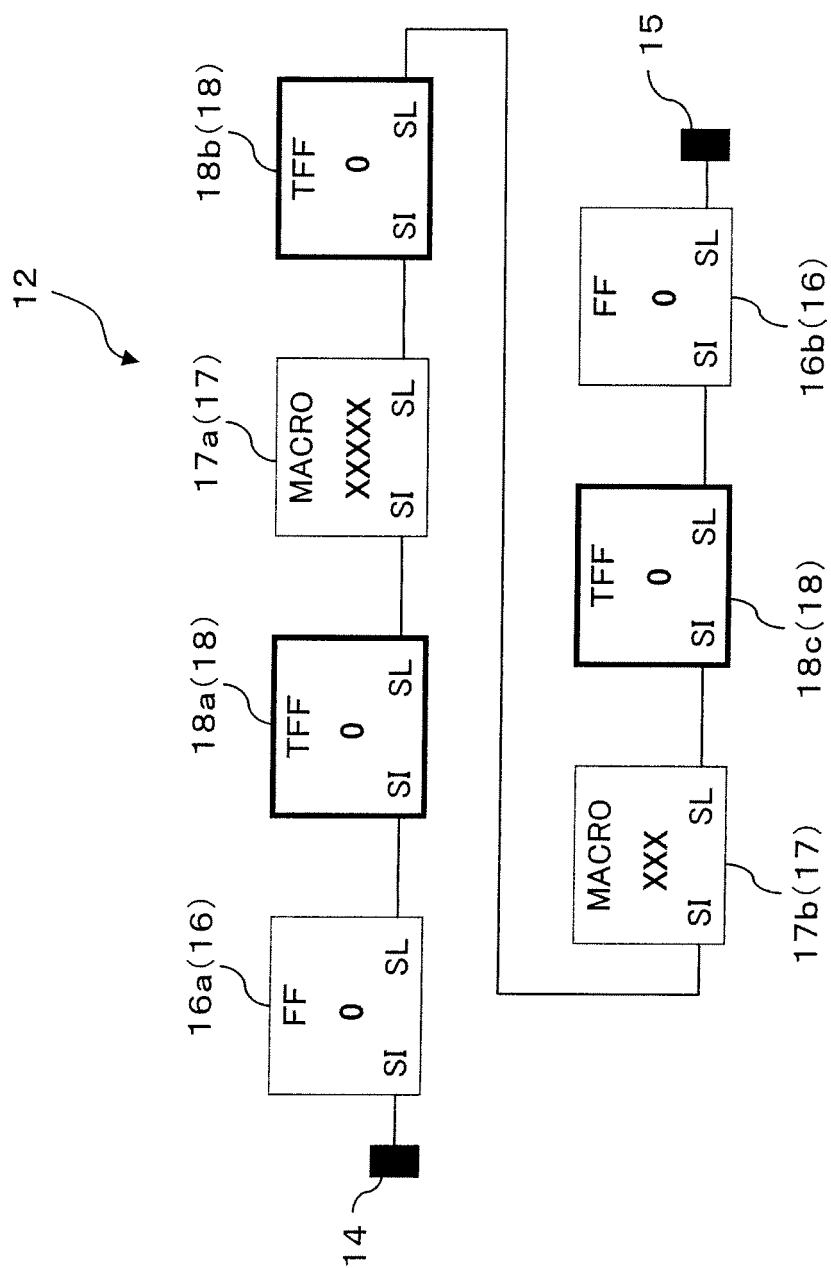 12
16a(16)
18a(18)
17a(17)
18b(18)
FF
0
SI SL
TFF
0
SI SL
MACRO
XXXXX
SI SL
TFF
0
SI SL
14
15
MACRO
XXX
SI SL
TFF
0
SI SL
FF
0
SI SL
17b(17)
18c(18)
16b(16)